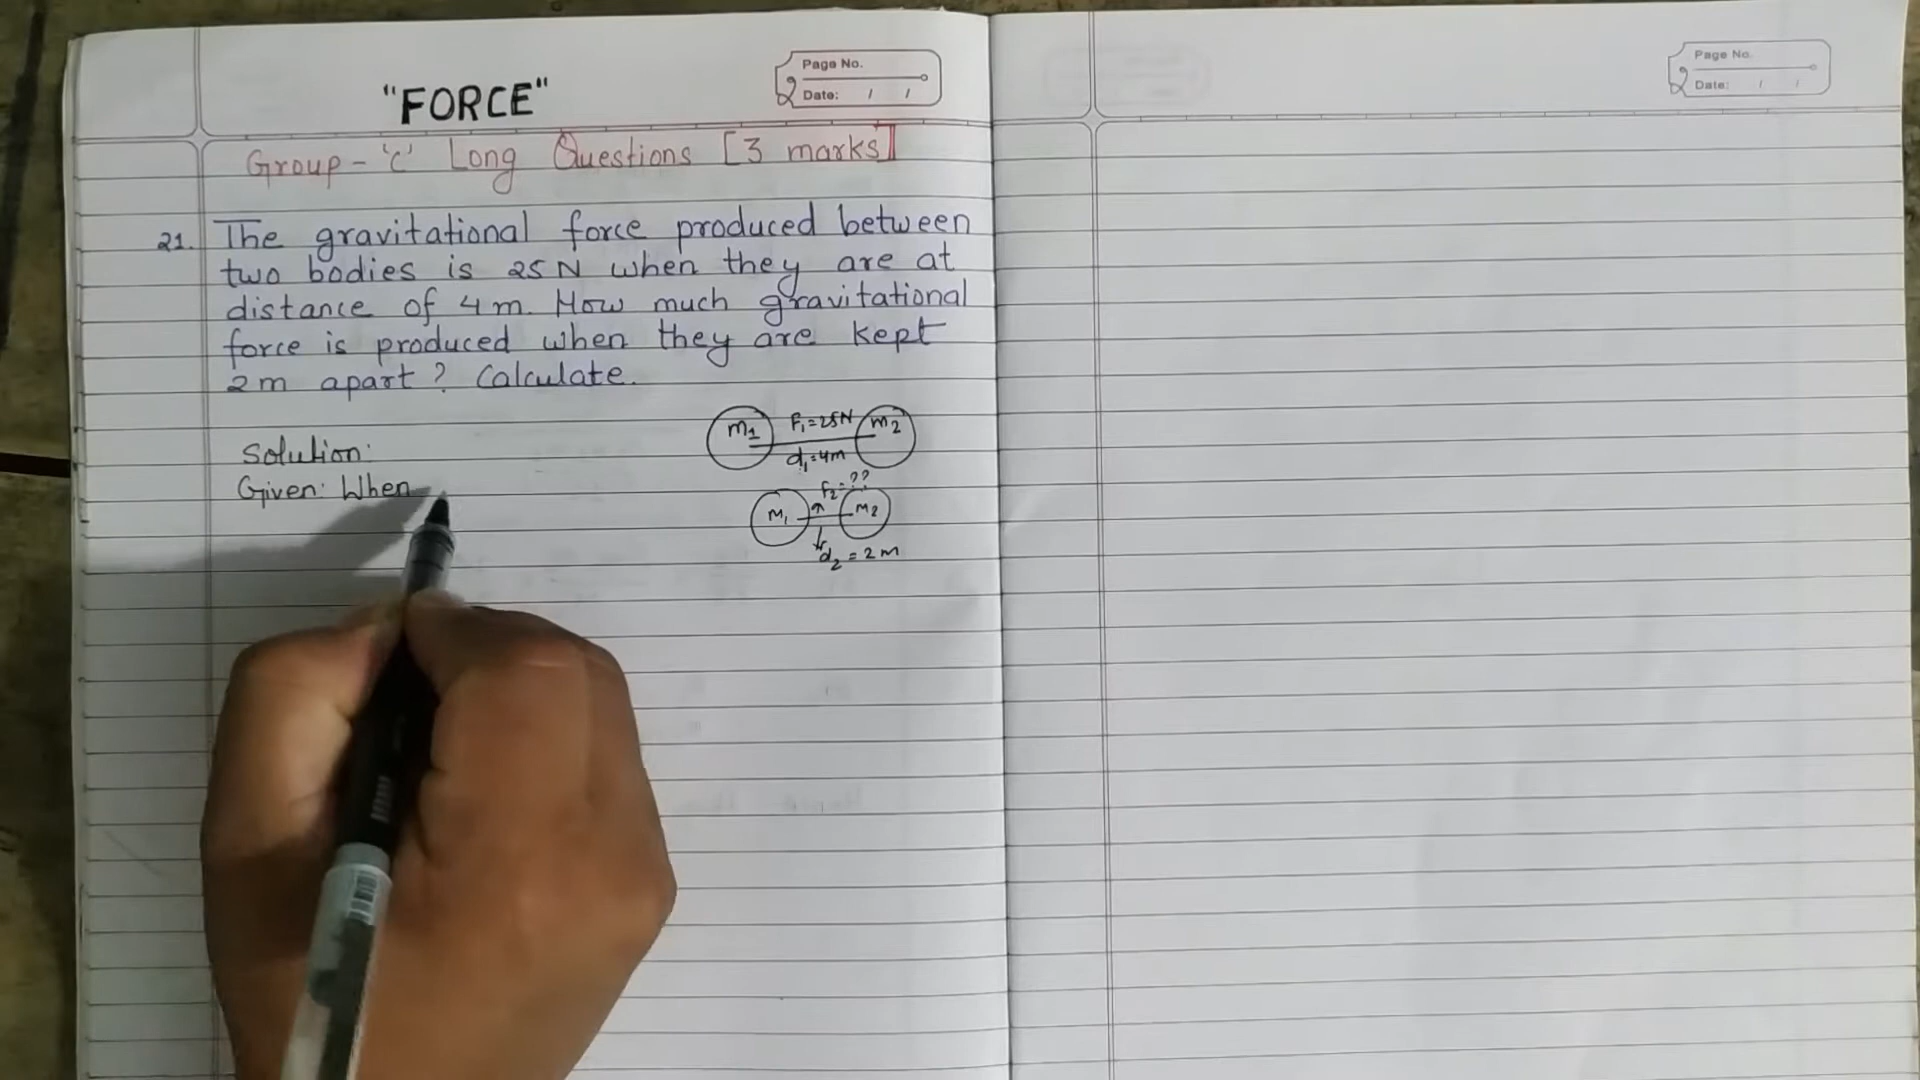 "FORCE"
Page No.
Date: / /
Group - 'C' Long Questions [3 marks]
21. The gravitational force produced between
two bodies is 25 N when they are at
distance of 4 m. How much gravitational
force is produced when they are kept
2 m apart? Calculate.
m1 F1=25N m2
d1=4m
Solution:
Given: When
F2=??
m1 m2
d2 = 2 m
Page No.
Date: / /